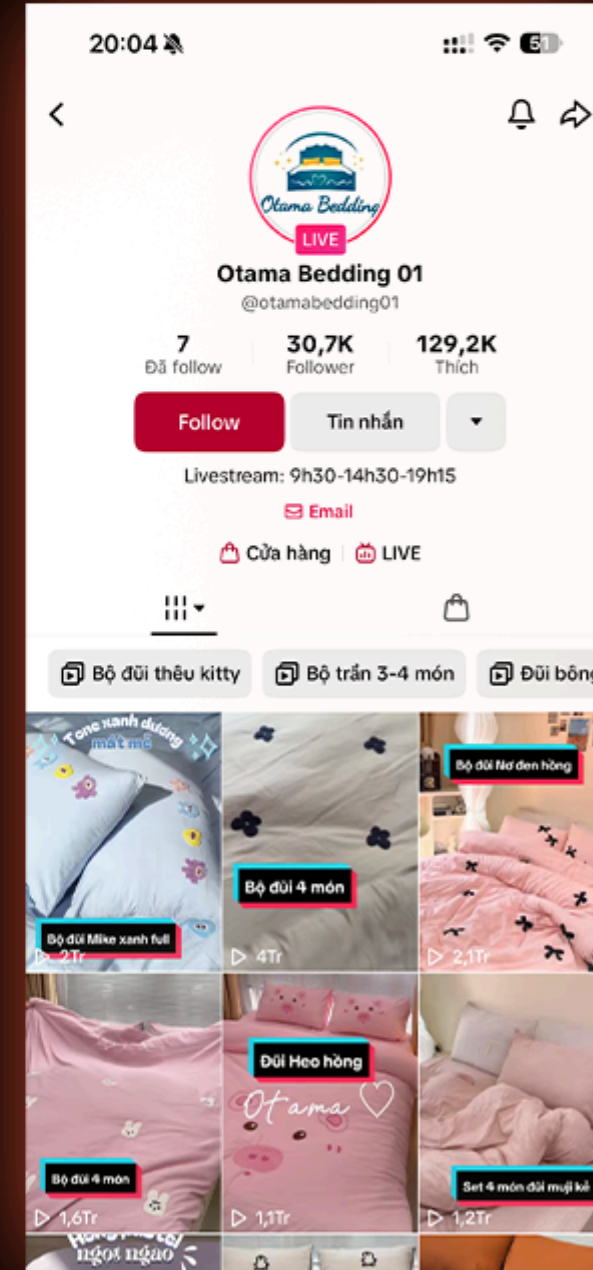 20:04
51
Otama Bedding
LIVE
Otama Bedding 01
@otamabedding01
7
30,7K
129,2K
Đã follow
Follower
Thích
Follow
Tin nhắn
Livestream: 9h30-14h30-19h15
Email
Cửa hàng
LIVE
Bộ đũi thêu kitty
Bộ trần 3-4 món
Đũi bông
Tone xanh dương
mát mẻ
Bộ đũi Mike xanh full
2Tr
Bộ đũi 4 món
4Tr
Bộ đũi Nơ đen hồng
2,1Tr
Bộ đũi 4 món
1,6Tr
Đũi Heo hồng
Otama
1,1Tr
Set 4 món đũi muji kẻ
1,2Tr
ngọt ngào